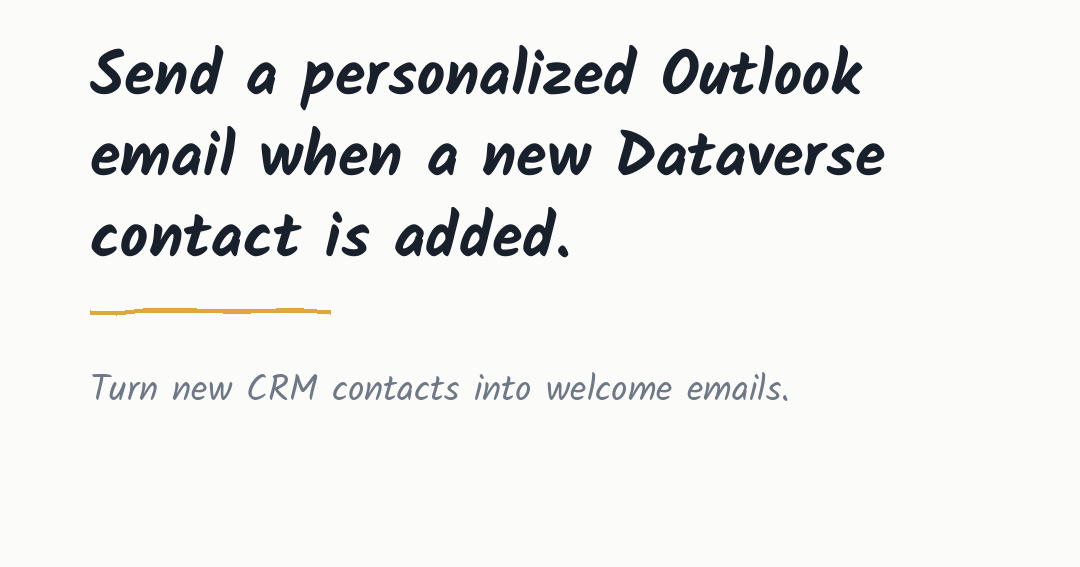 Send a personalized Outlook
email when a new Dataverse
contact is added.
Turn new CRM contacts into welcome emails.